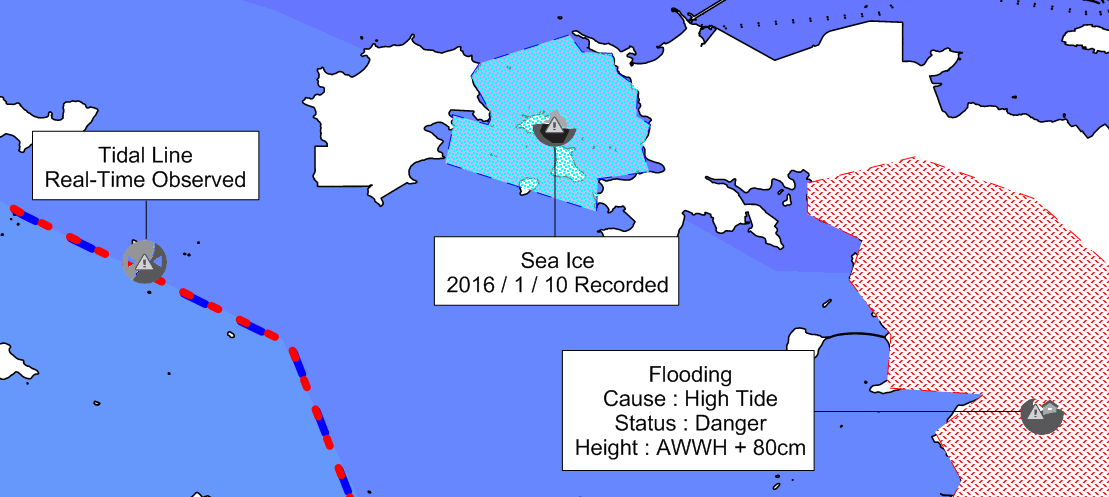 Tidal Line
Real-Time Observed
Sea Ice
2016 / 1 / 10 Recorded
Flooding
Cause : High Tide
Status : Danger
Height : AWWH + 80cm